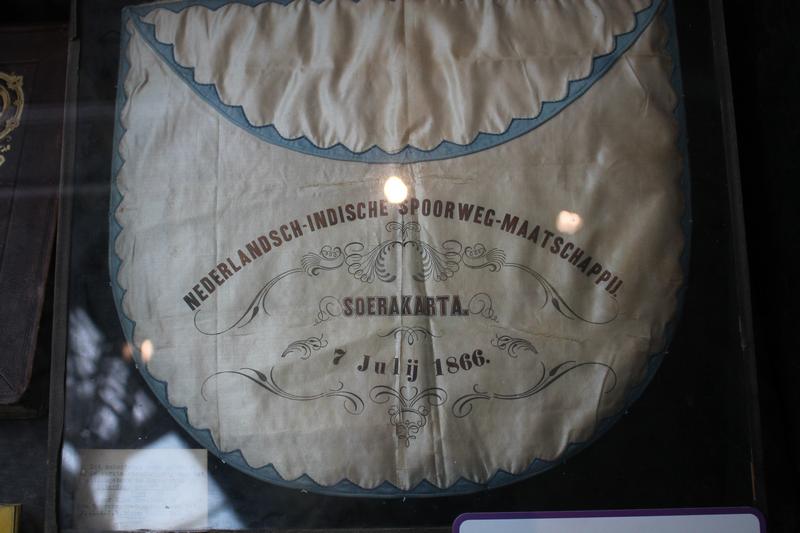 NEDERLANDSCH-INDISCHE SPOORWEG-MAATSCHAPPIJ.
SOERAKARTA.
7 Julij 1866.